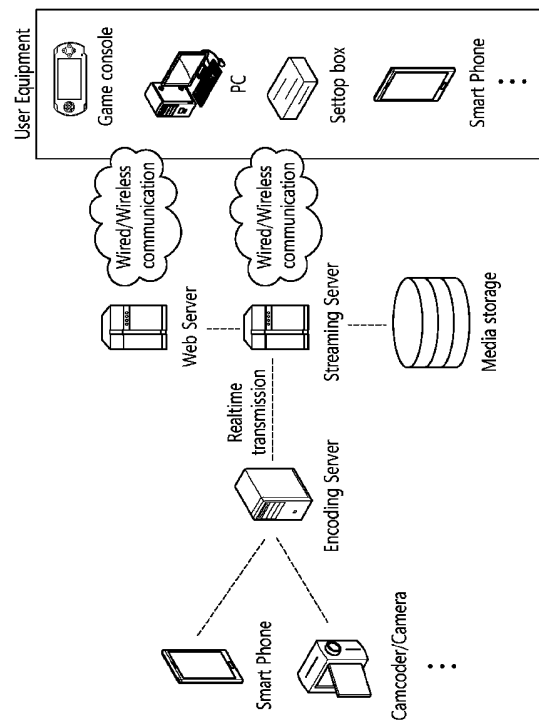 User Equipment
Game console
PC
Settop box
Smart Phone
Wired/Wireless
communication
Wired/Wireless
communication
Web Server
Streaming Server
Media storage
Realtime
transmission
Encoding Server
Smart Phone
Camcoder/Camera